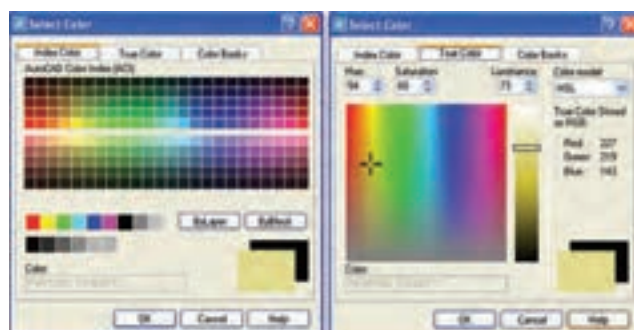 Select Color
Index Color True Color Color Books
AutoCAD Color Index (ACI)
ByLayer ByBlock
Color
OK Cancel Help
Select Color
Index Color True Color Color Books
Hue: Saturation Luminance: Color model:
HSL
True Color Stored
as RGB:
Red:
Green:
Blue:
Color
OK Cancel Help